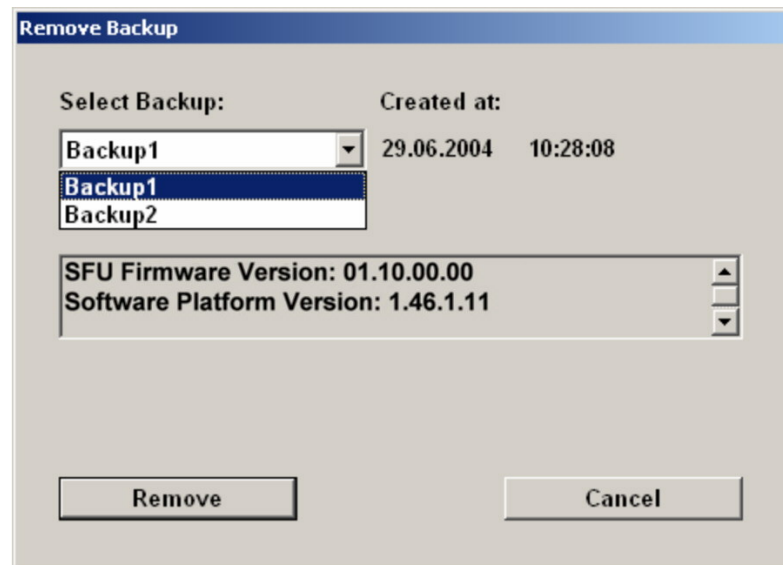 Remove Backup
Select Backup: Created at:
Backup1 29.06.2004 10:28:08
Backup1
Backup2
SFU Firmware Version: 01.10.00.00
Software Platform Version: 1.46.1.11
Remove Cancel